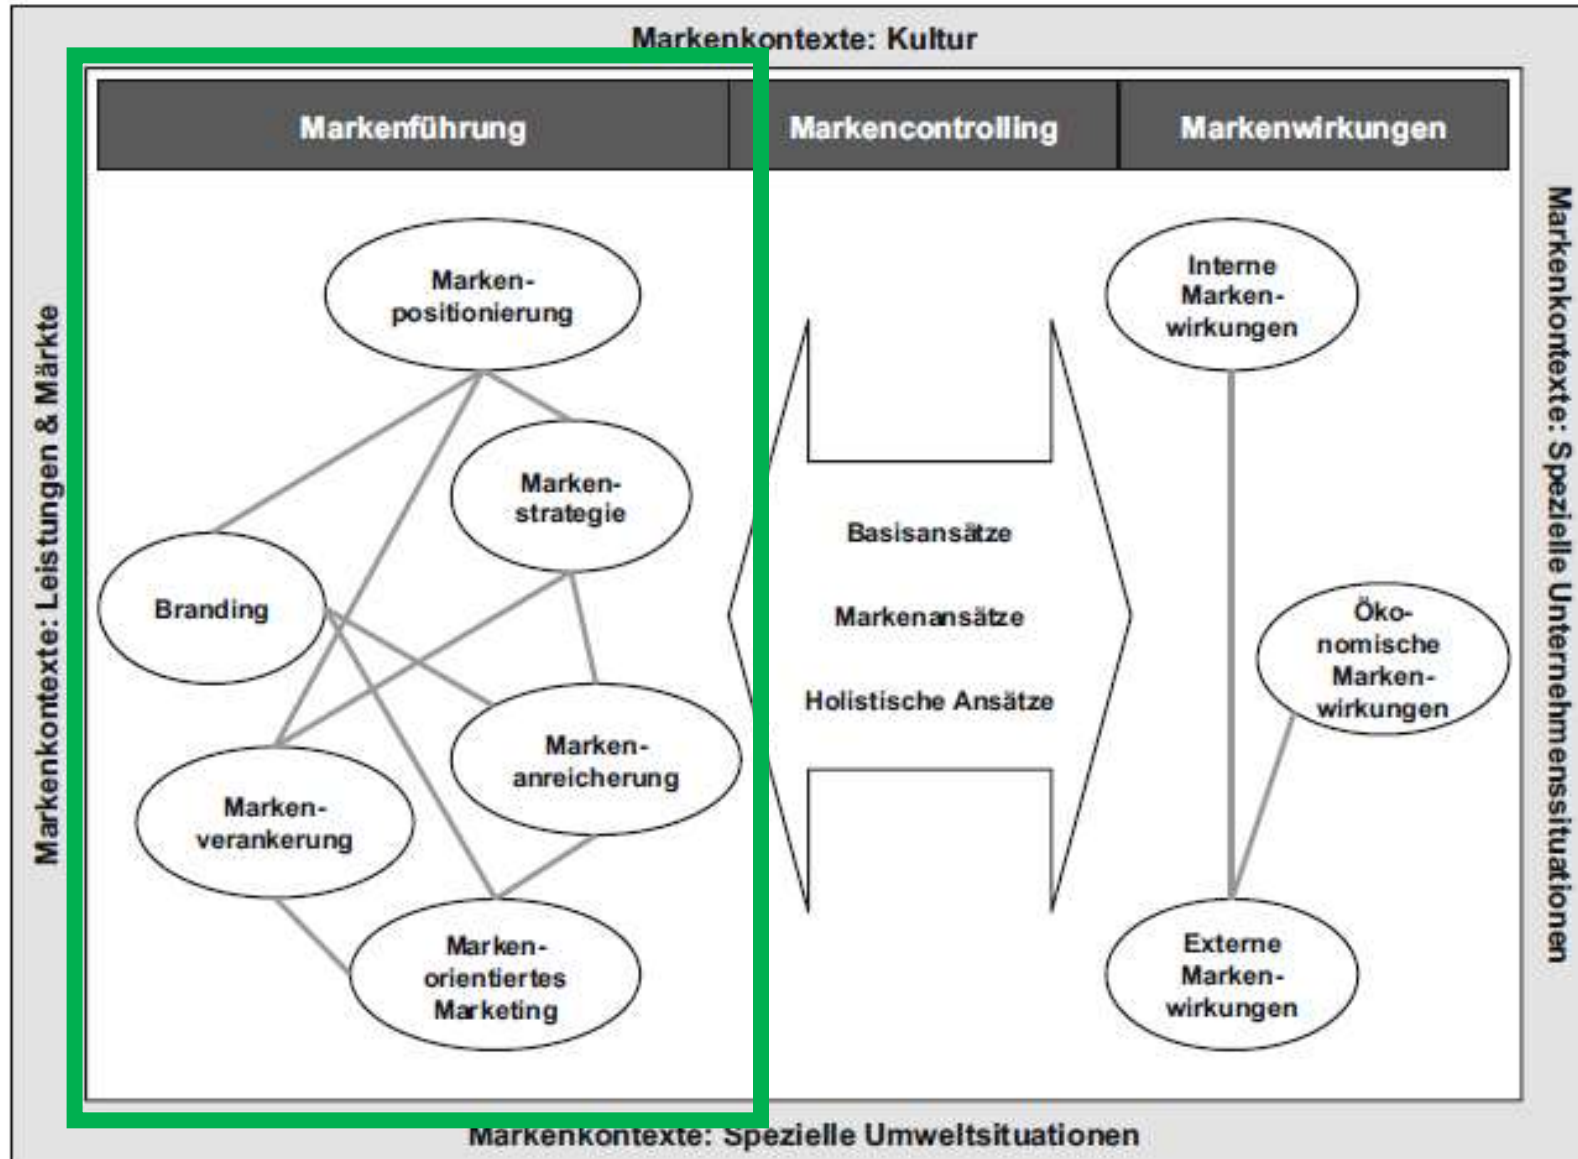 Markenkontexte: Kultur
Markenkontexte: Leistungen & Märkte
Markenführung
Markencontrolling
Markenwirkungen
Marken-
positionierung
Marken-
strategie
Branding
Marken-
anreicherung
Marken-
verankerung
Marken-
orientiertes
Marketing
Basisansätze
Markenansätze
Holistische Ansätze
Interne
Marken-
wirkungen
Öko-
nomische
Marken-
wirkungen
Externe
Marken-
wirkungen
Markenkontexte: Spezielle Unternehmenssituationen
Markenkontexte: Spezielle Umweltsituationen